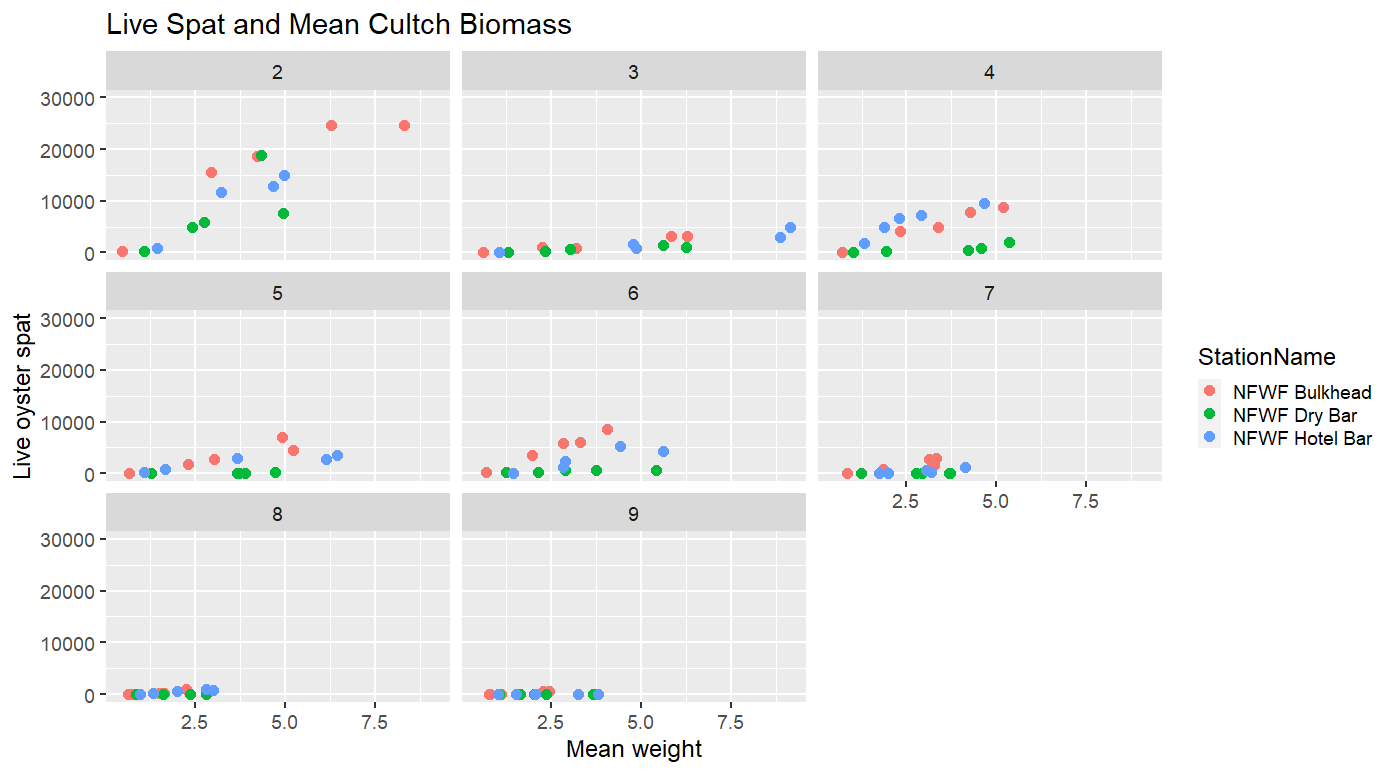 Live Spat and Mean Cultch Biomass
2 3 4
30000
20000
10000
0
5 6 7
30000
20000
10000
0
2.5 5.0 7.5
8 9
30000
20000
10000
0
2.5 5.0 7.5 2.5 5.0 7.5
Mean weight
Live oyster spat
StationName
NFWF Bulkhead
NFWF Dry Bar
NFWF Hotel Bar